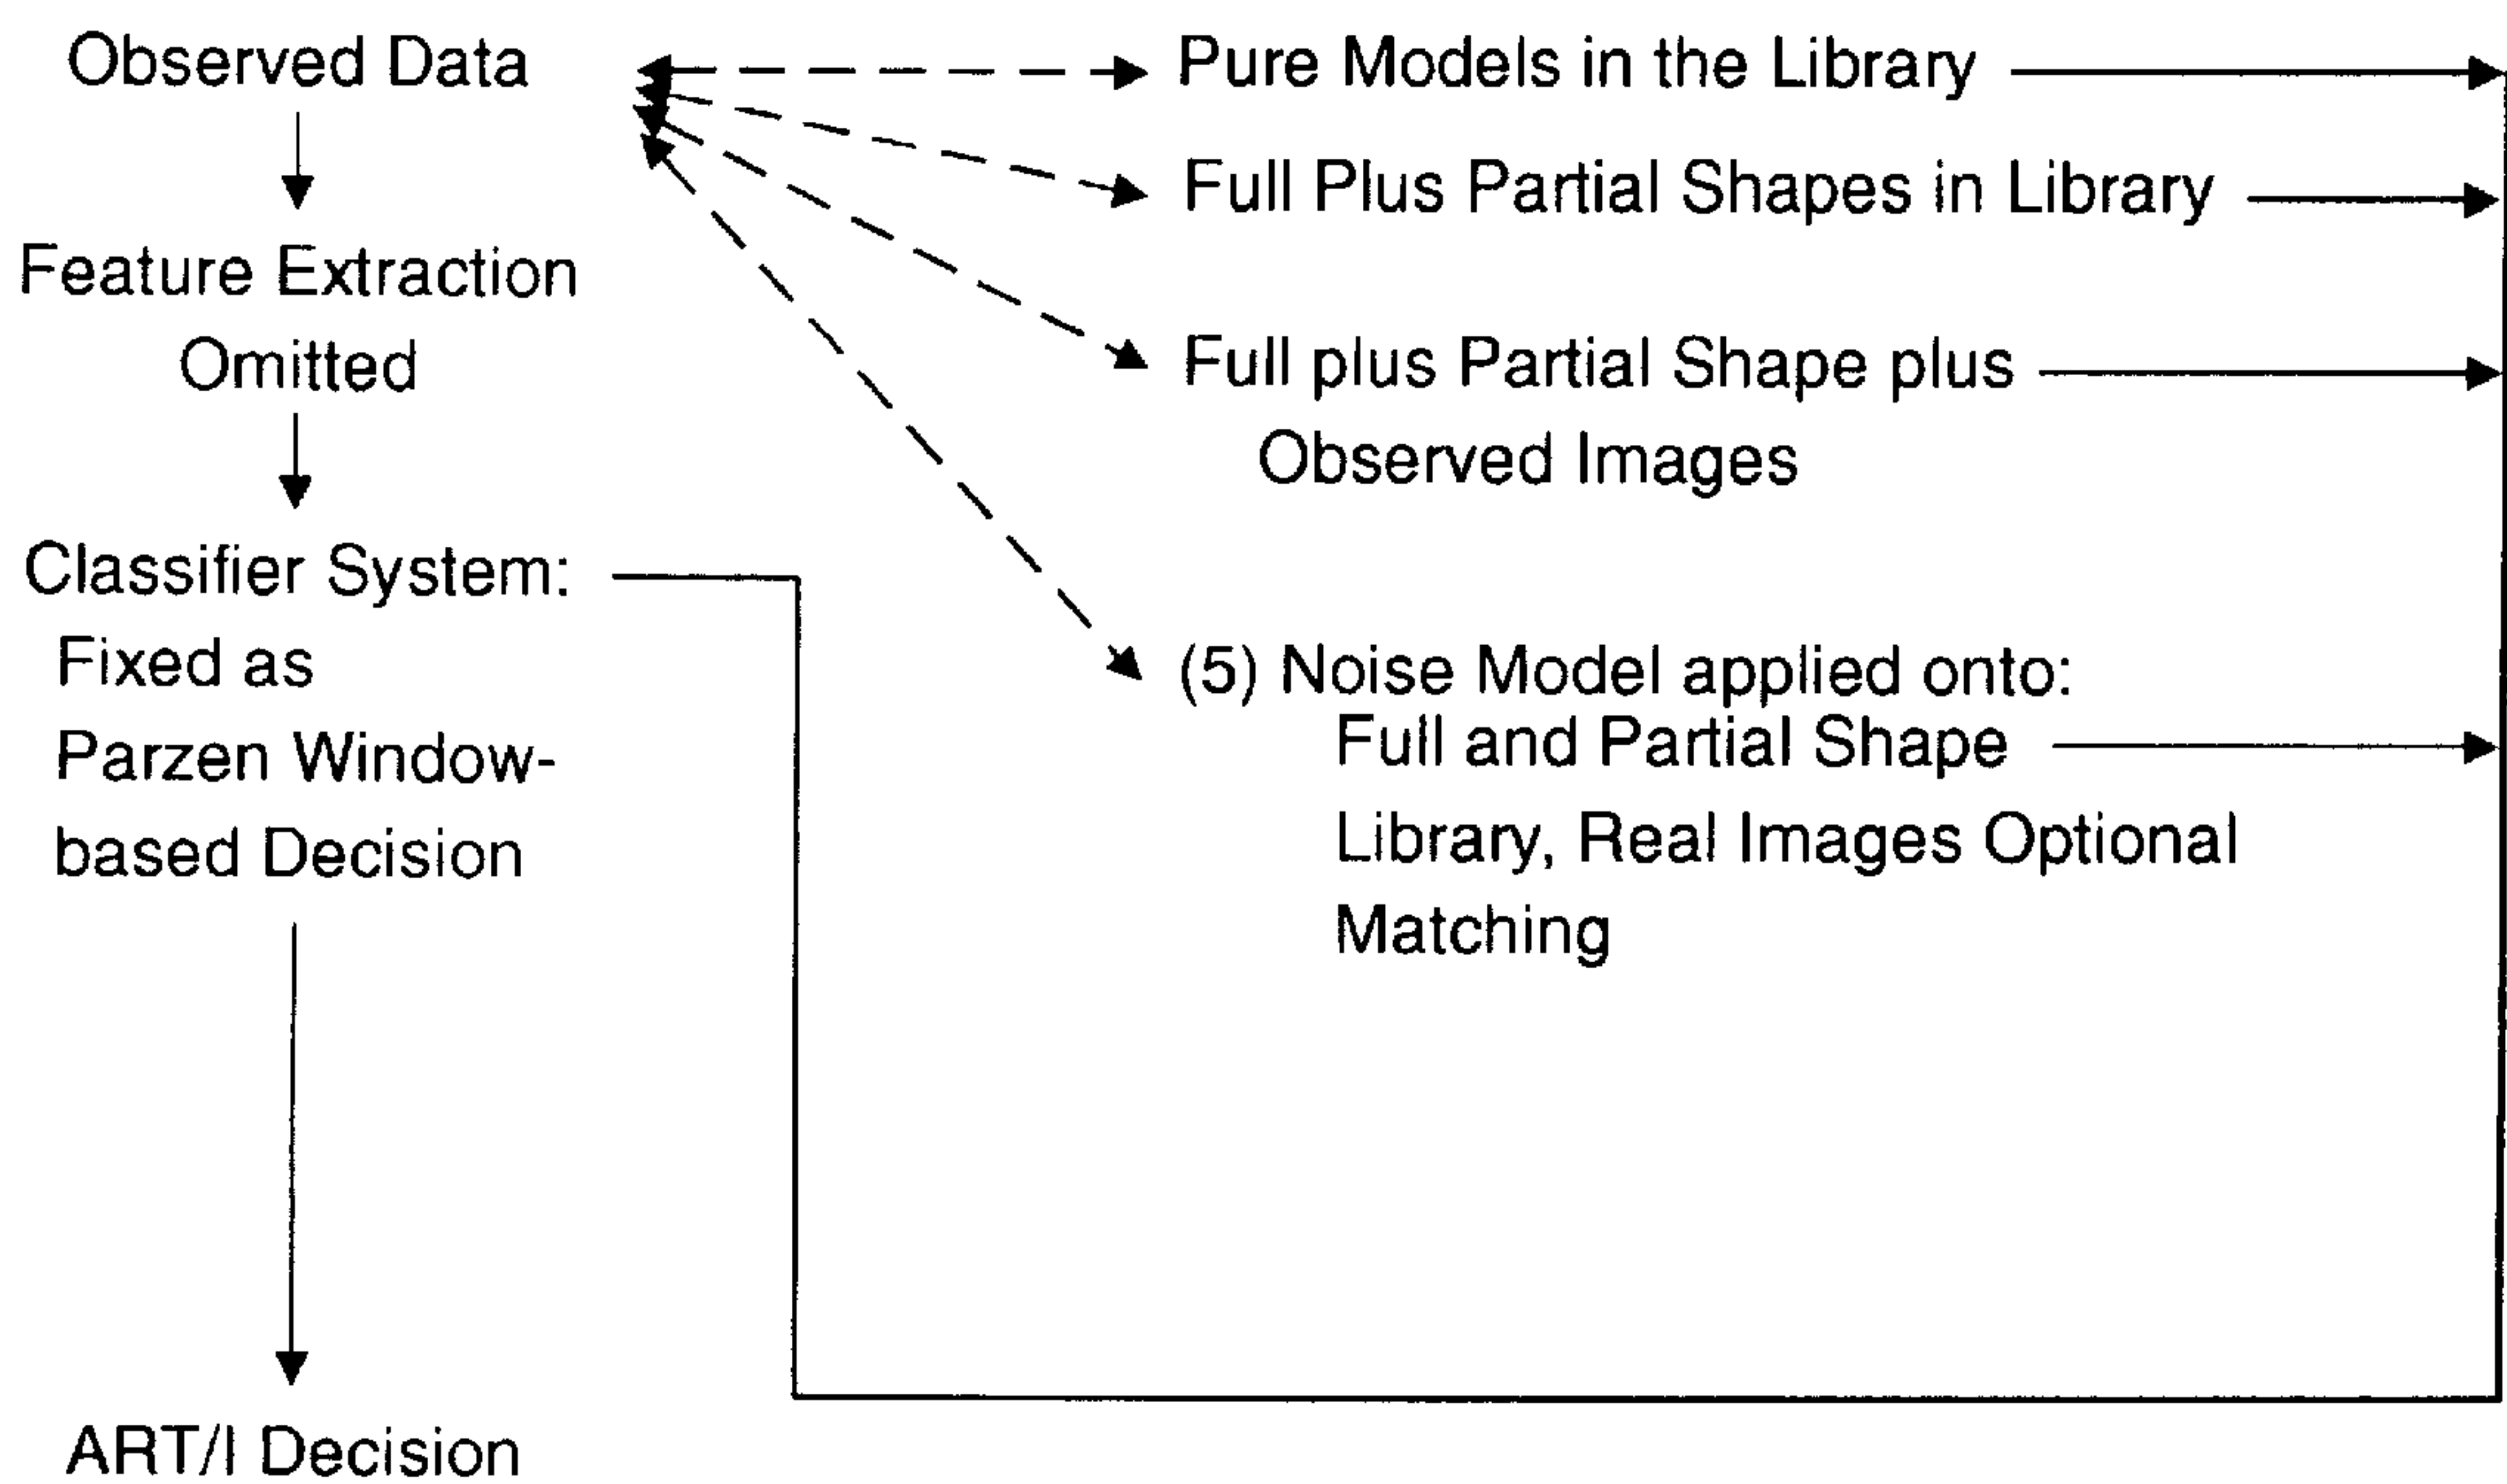 Observed Data
Feature Extraction
Omitted
Classifier System:
Fixed as
Parzen Window-
based Decision
ART/I Decision
Pure Models in the Library
Full Plus Partial Shapes in Library
Full plus Partial Shape plus
Observed Images
(5) Noise Model applied onto:
Full and Partial Shape
Library, Real Images Optional
Matching